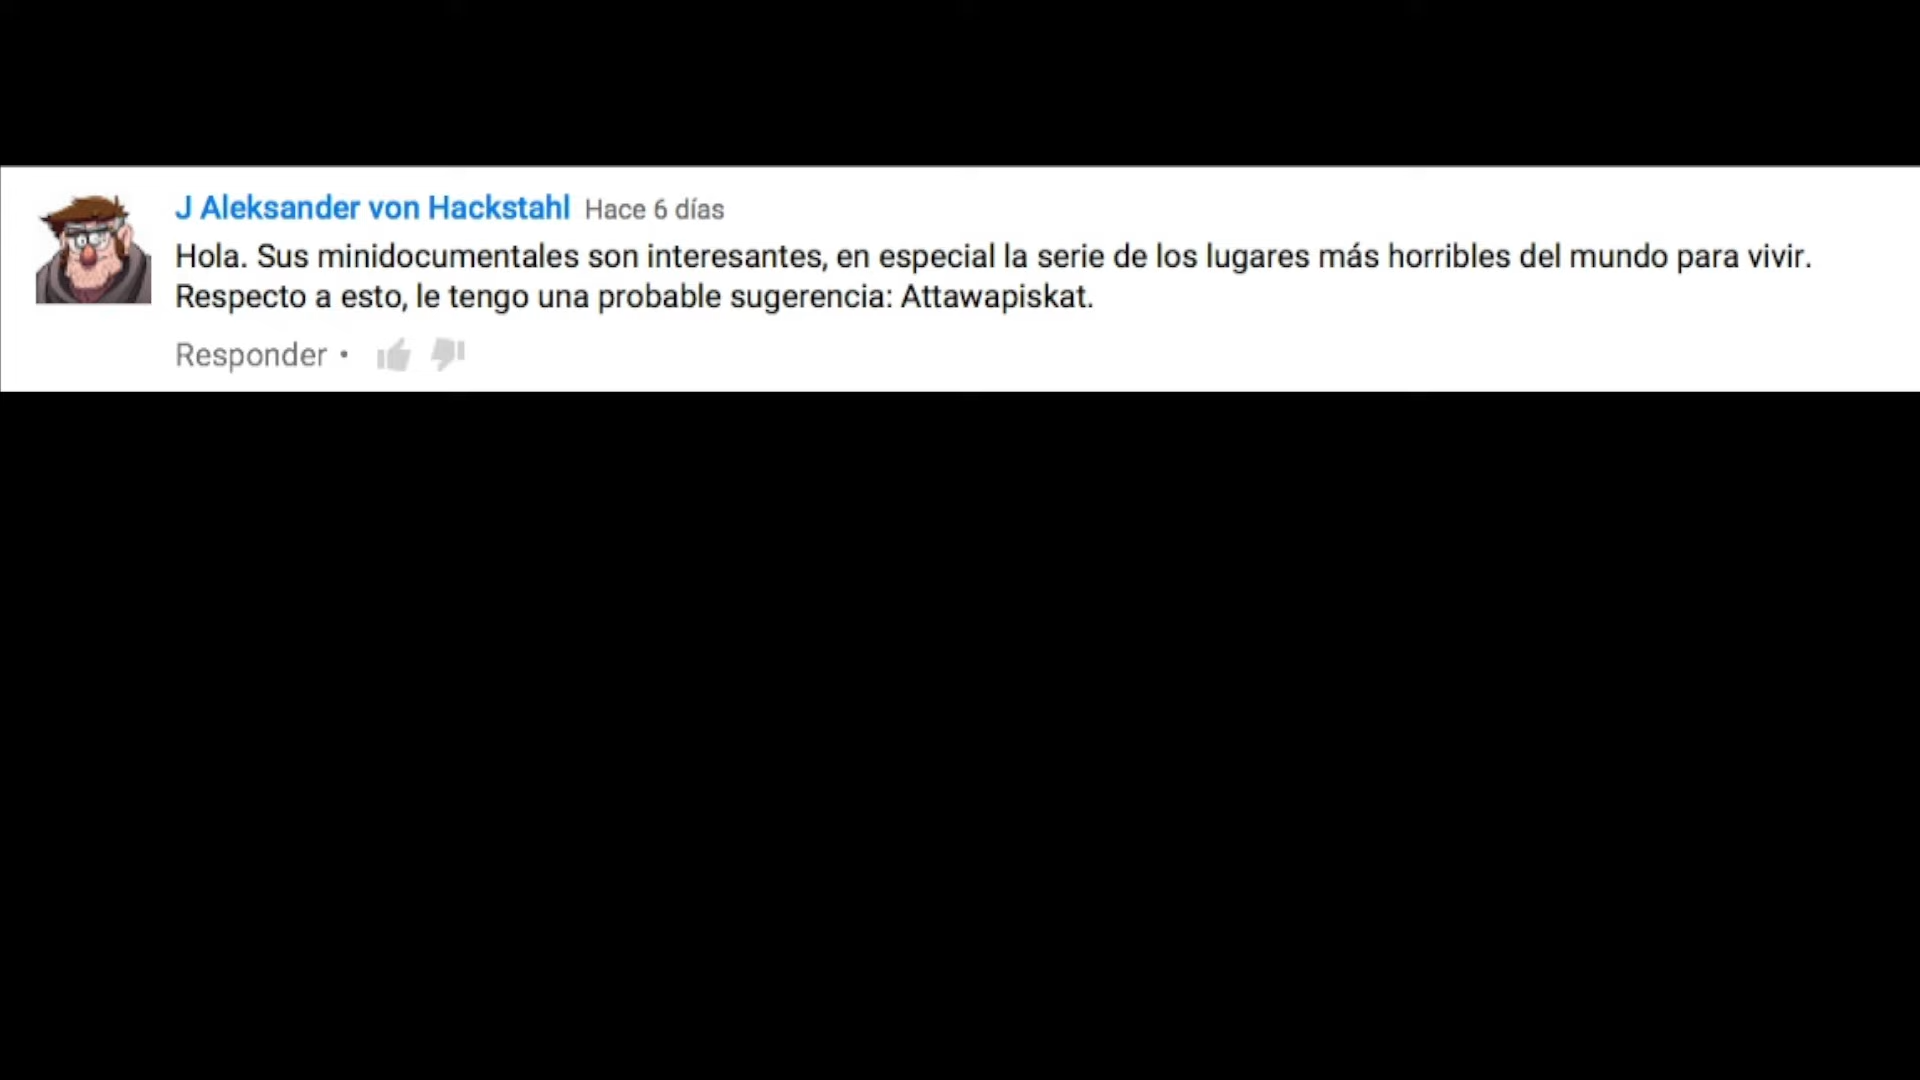 J Aleksander von Hackstahl Hace 6 días
Hola. Sus minidocumentales son interesantes, en especial la serie de los lugares más horribles del mundo para vivir.
Respecto a esto, le tengo una probable sugerencia: Attawapiskat.
Responder •